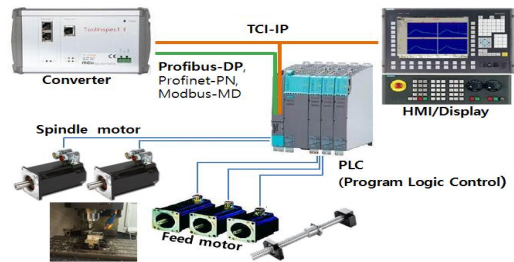 TCI-IP
Converter
Profibus-DP,
Profinet-PN,
Modbus-MD
HMI/Display
Spindle motor
PLC
(Program Logic Control)
Feed motor